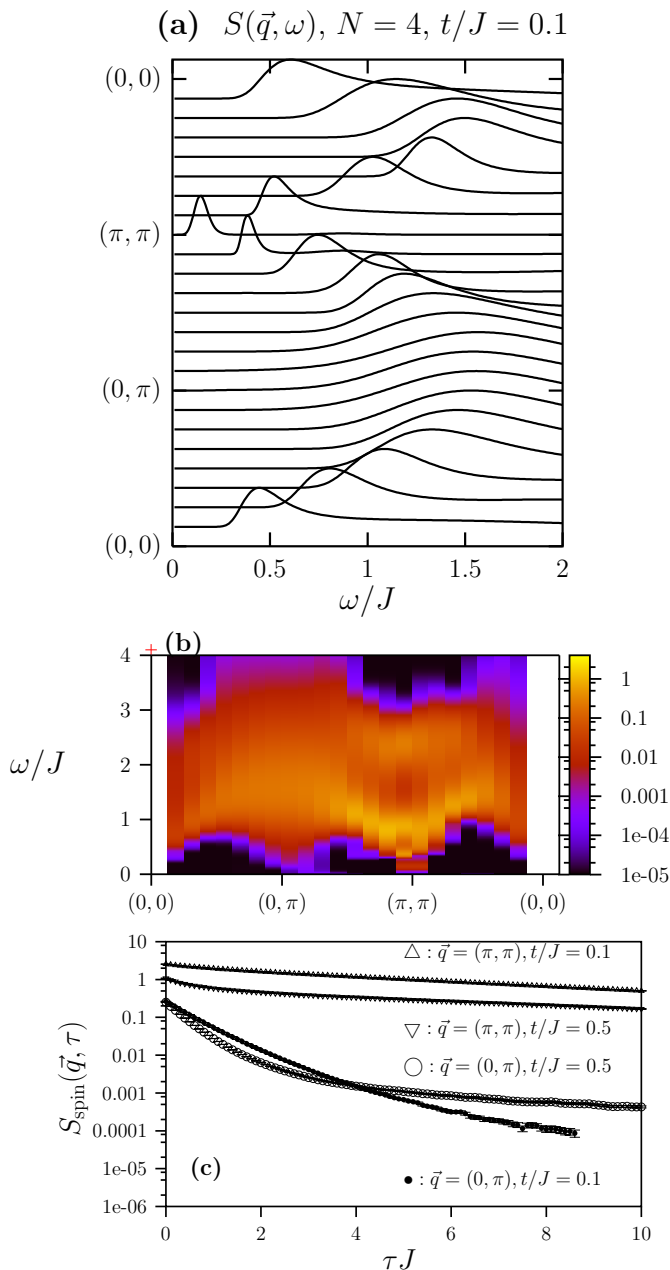 (a) S(q⃗, ω), N = 4, t/J = 0.1
(0, 0)
(π, π)
(0, π)
(0, 0)
0 0.5 1 1.5 2
ω/J
(b)
4
3
2
1
0
ω/J
1
0.1
0.01
0.001
1e-04
1e-05
(0, 0) (0, π) (π, π) (0, 0)
10
1
0.1
0.01
0.001
0.0001
1e-05
1e-06
S_spin(q⃗, τ)
△ : q⃗ = (π, π), t/J = 0.1
▽ : q⃗ = (π, π), t/J = 0.5
○ : q⃗ = (0, π), t/J = 0.5
● : q⃗ = (0, π), t/J = 0.1
(c)
0 2 4 6 8 10
τJ